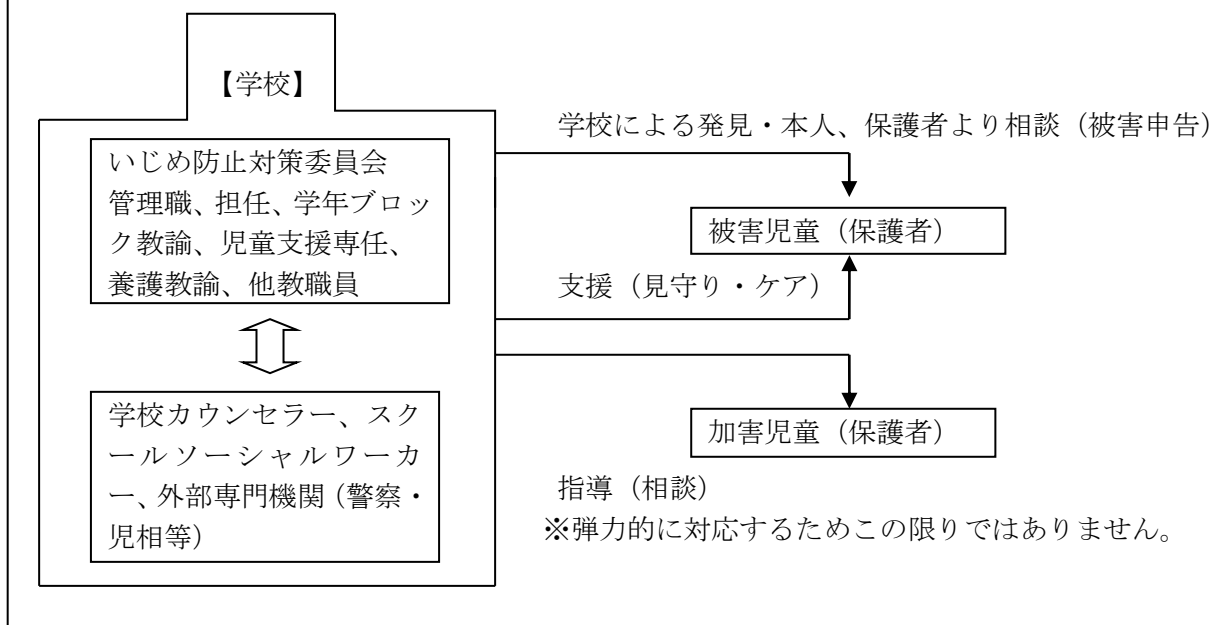 【学校】
いじめ防止対策委員会
管理職、担任、学年ブロッ
ク教諭、児童支援専任、
養護教諭、他教職員
学校カウンセラー、スク
ールソーシャルワーカ
ー、外部専門機関（警察・
児相等）
学校による発見・本人、保護者より相談（被害申告）
被害児童（保護者）
支援（見守り・ケア）
加害児童（保護者）
指導（相談）
※弾力的に対応するためこの限りではありません。